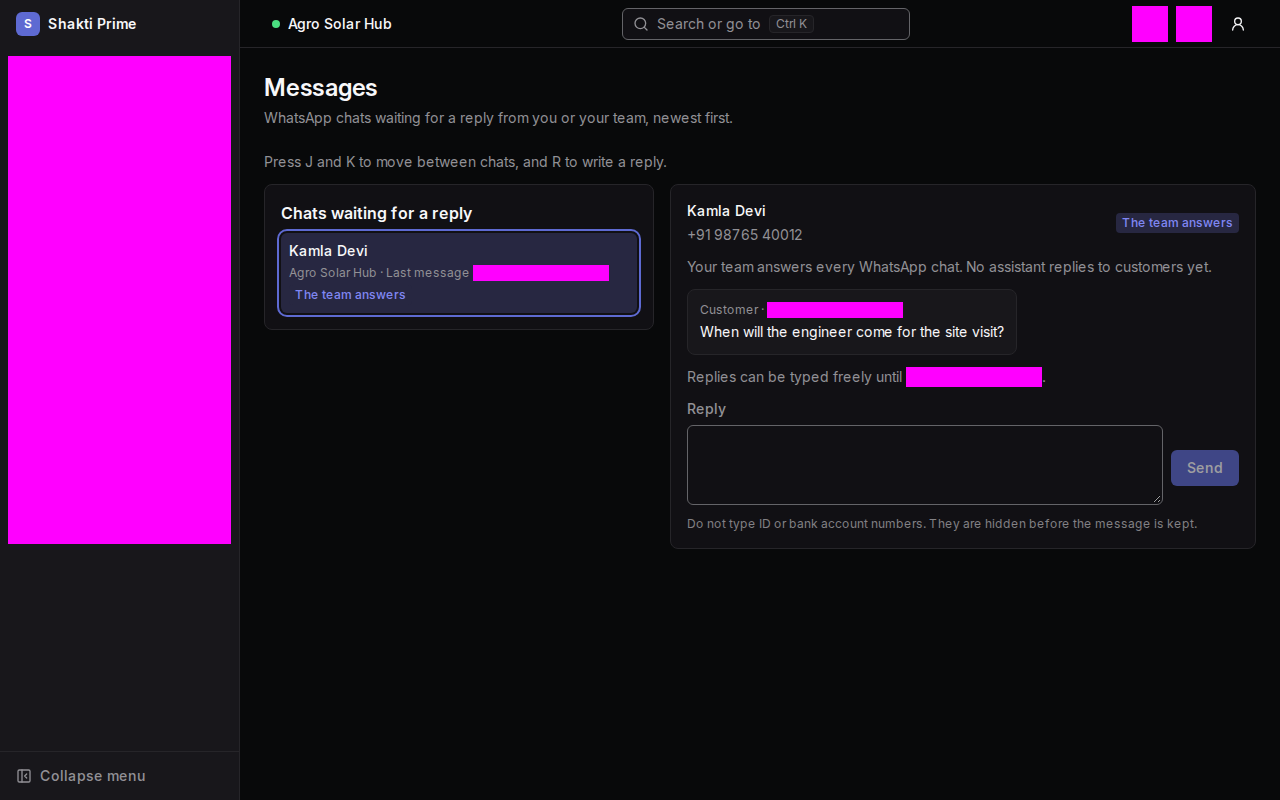 S Shakti Prime
Agro Solar Hub
Search or go to Ctrl K
Messages
WhatsApp chats waiting for a reply from you or your team, newest first.
Press J and K to move between chats, and R to write a reply.
Chats waiting for a reply
Kamla Devi
Agro Solar Hub · Last message
The team answers
Kamla Devi
+91 98765 40012
The team answers
Your team answers every WhatsApp chat. No assistant replies to customers yet.
Customer ·
When will the engineer come for the site visit?
Replies can be typed freely until .
Reply
Send
Do not type ID or bank account numbers. They are hidden before the message is kept.
Collapse menu